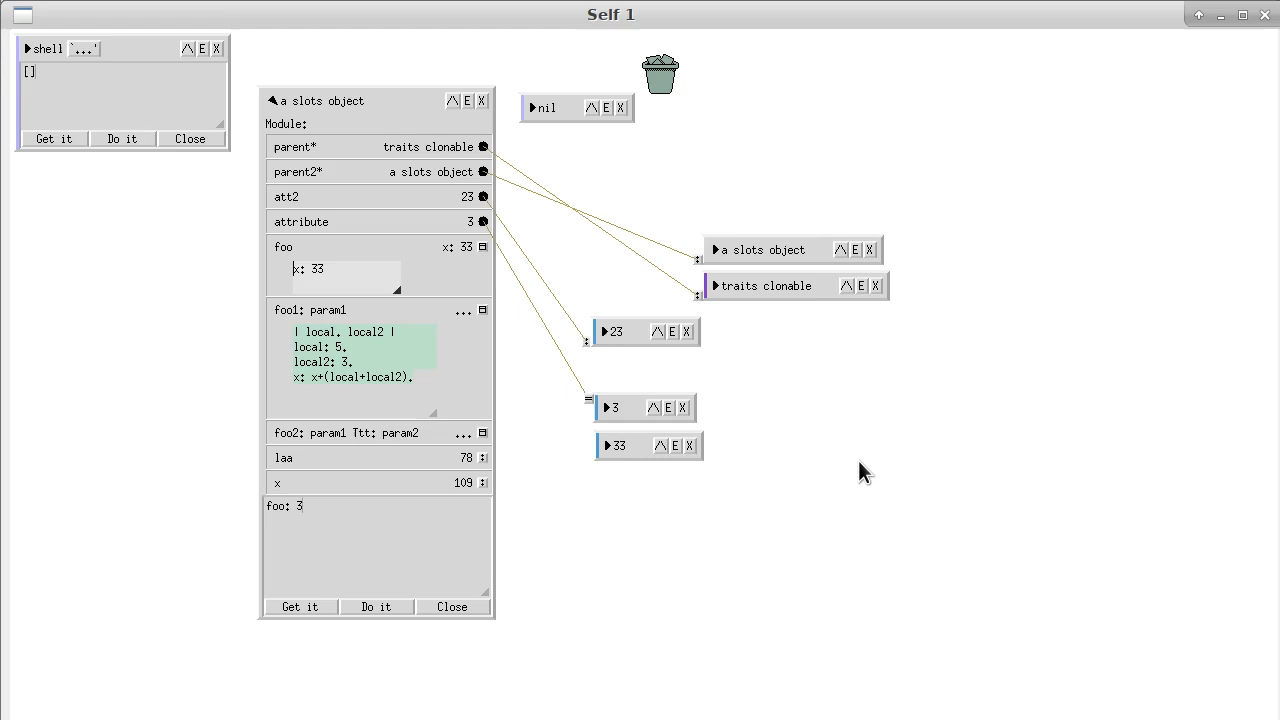 Self 1
shell `...' E X
[]
Get it Do it Close
a slots object E X
Module:
parent* traits clonable
parent2* a slots object
att2 23
attribute 3
foo x: 33
x: 33
foo1: param1 ...
| local. local2 |
local: 5.
local2: 3.
x: x+(local+local2).
foo2: param1 Ttt: param2 ...
laa 78
x 109
foo: 3
Get it Do it Close
nil E X
a slots object E X
traits clonable E X
23 E X
3 E X
33 E X